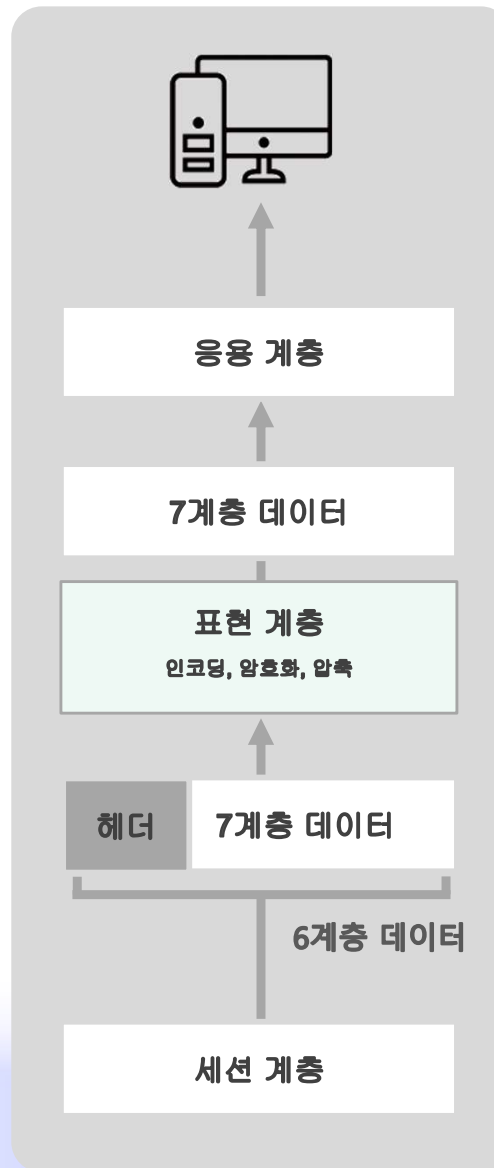 응용 계층
7계층 데이터
표현 계층
인코딩, 암호화, 압축
헤더
7계층 데이터
6계층 데이터
세션 계층